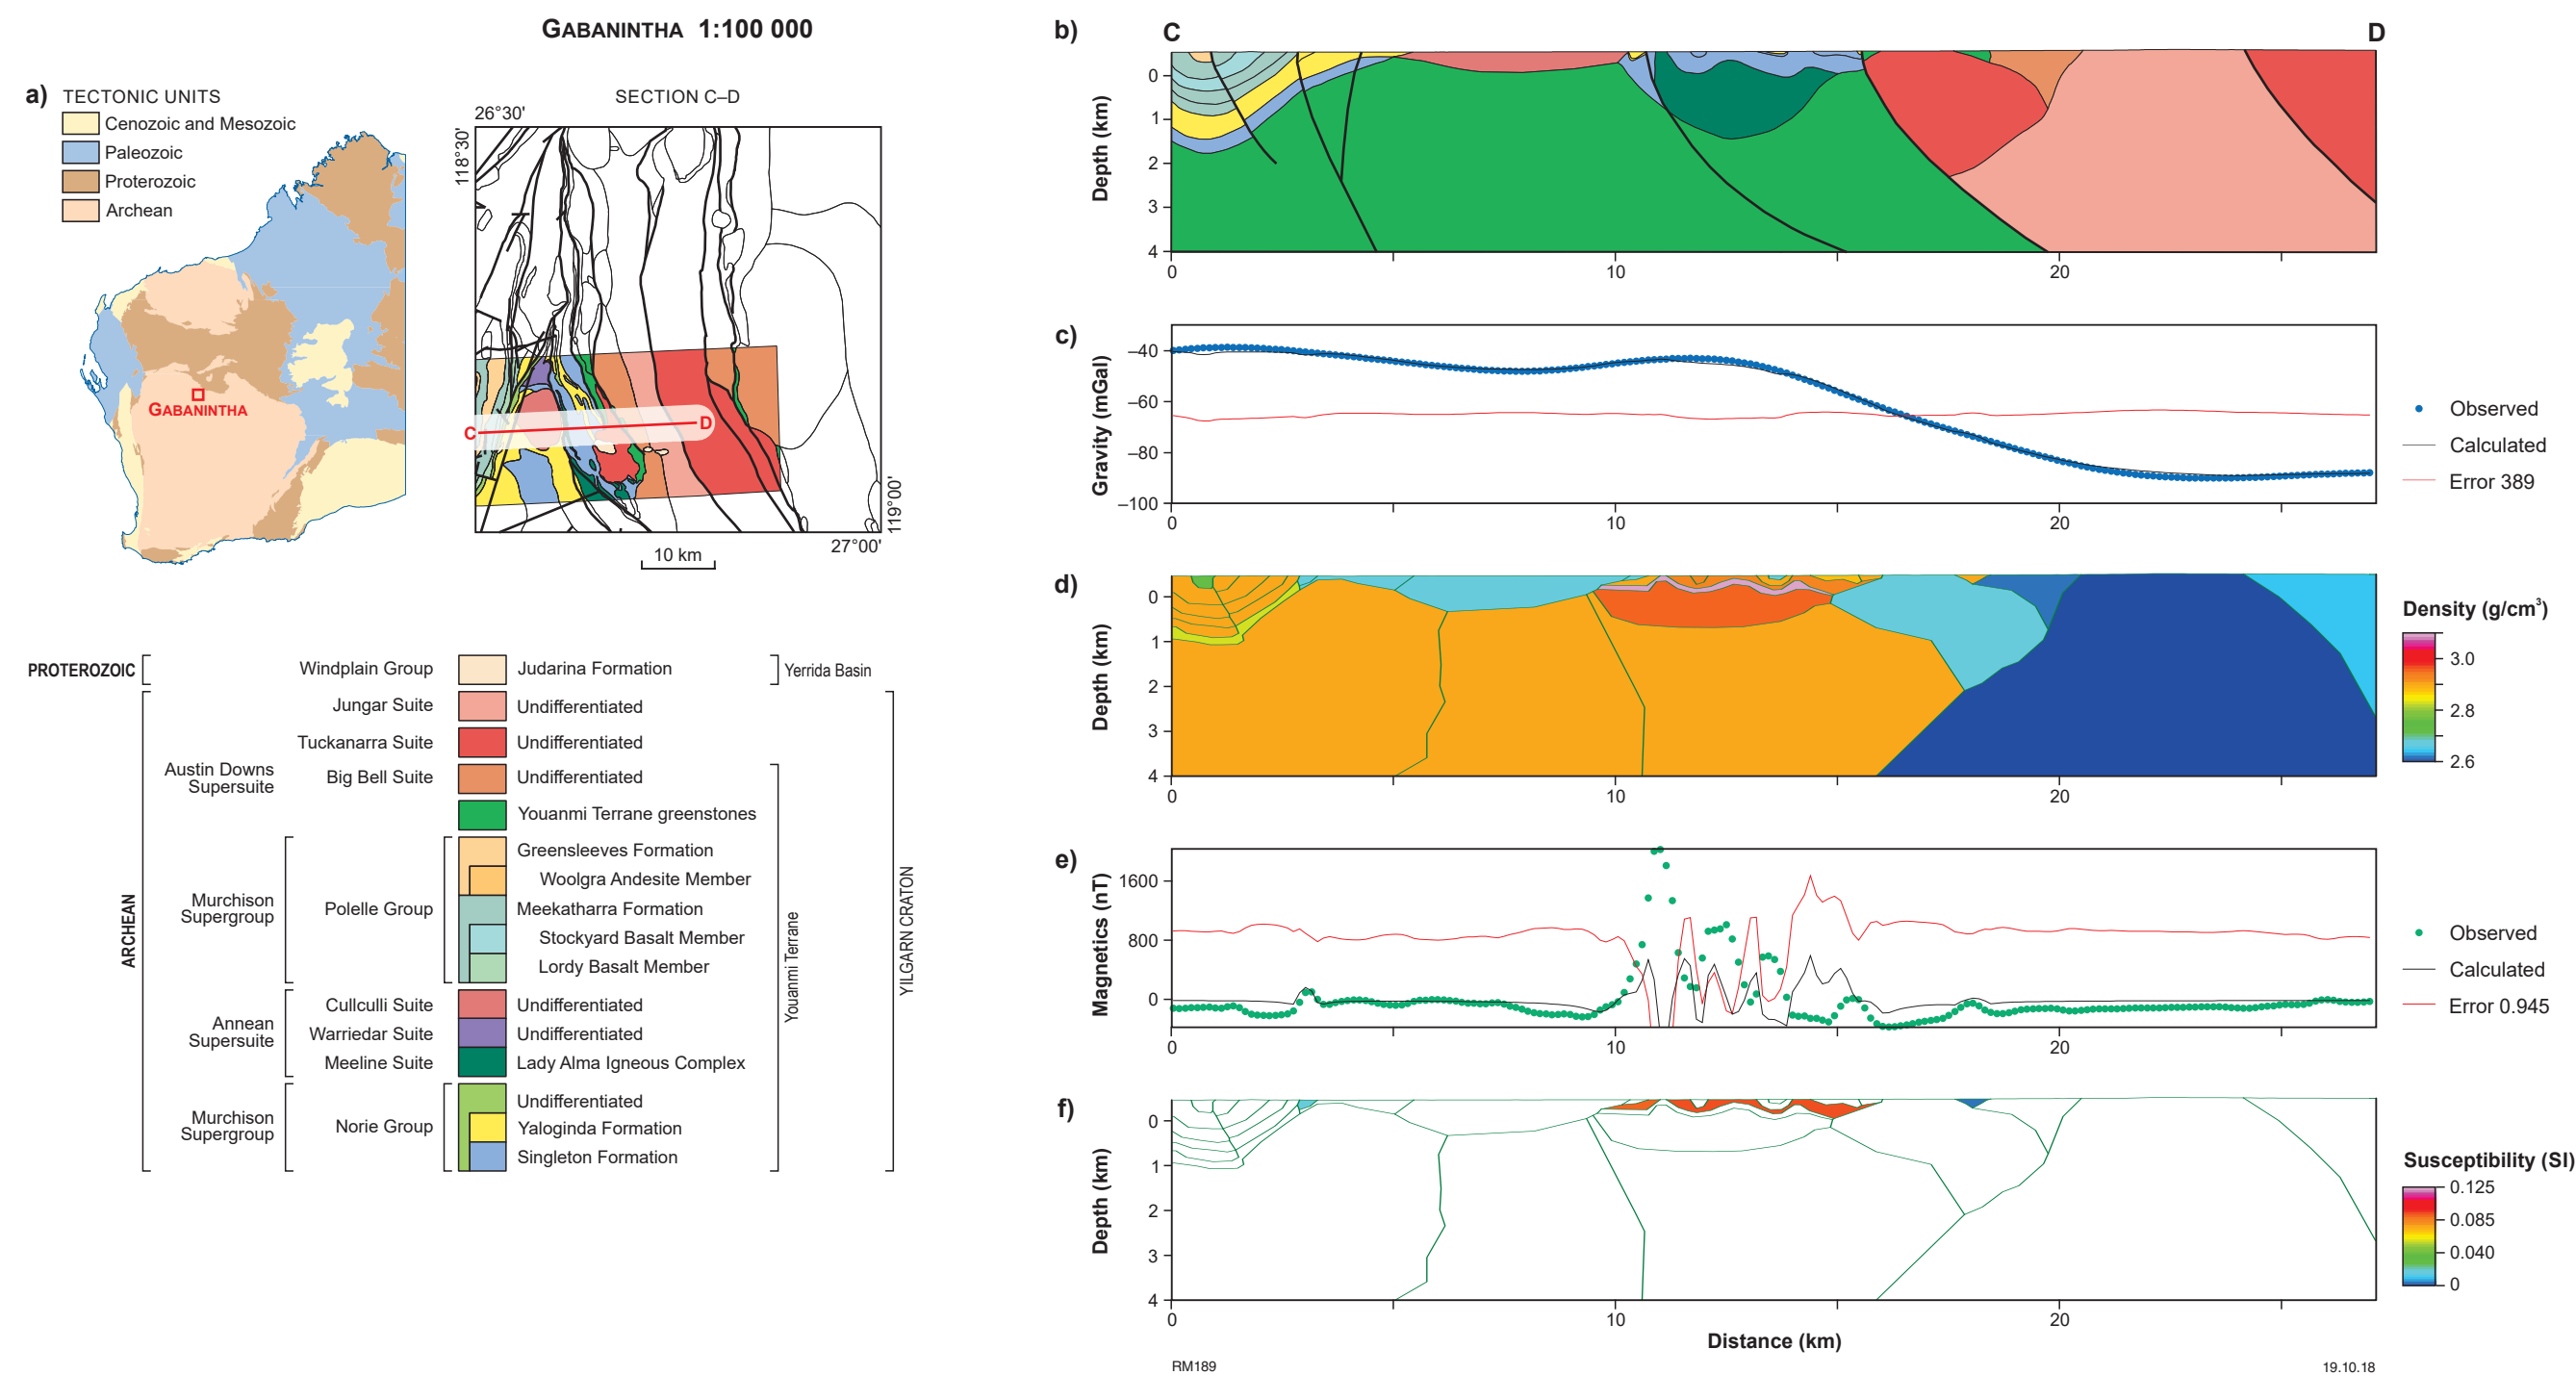 GABANINTHA 1:100 000
a)
TECTONIC UNITS
Cenozoic and Mesozoic
Paleozoic
Proterozoic
Archean
GABANINTHA
SECTION C–D
26°30'
118°30'
C
D
119°00'
27°00'
10 km
PROTEROZOIC
Windplain Group
Judarina Formation
Yerrida Basin
Jungar Suite
Undifferentiated
Tuckanarra Suite
Undifferentiated
Austin Downs
Supersuite
Big Bell Suite
Undifferentiated
Youanmi Terrane greenstones
Greensleeves Formation
Woolgra Andesite Member
Murchison
Supergroup
Polelle Group
Meekatharra Formation
Stockyard Basalt Member
Lordy Basalt Member
Cullculli Suite
Undifferentiated
Annean
Supersuite
Warriedar Suite
Undifferentiated
Meeline Suite
Lady Alma Igneous Complex
Undifferentiated
Murchison
Supergroup
Norie Group
Yaloginda Formation
Singleton Formation
ARCHEAN
Youanmi Terrane
YILGARN CRATON
b)
C
D
Depth (km)
0
1
2
3
4
0
10
20
c)
Gravity (mGal)
–40
–60
–80
–100
0
10
20
Observed
Calculated
Error 389
d)
Depth (km)
0
1
2
3
4
0
10
20
Density (g/cm³)
3.0
2.8
2.6
e)
Magnetics (nT)
1600
800
0
0
10
20
Observed
Calculated
Error 0.945
f)
Depth (km)
0
1
2
3
4
0
10
20
Distance (km)
Susceptibility (SI)
0.125
0.085
0.040
0
RM189
19.10.18